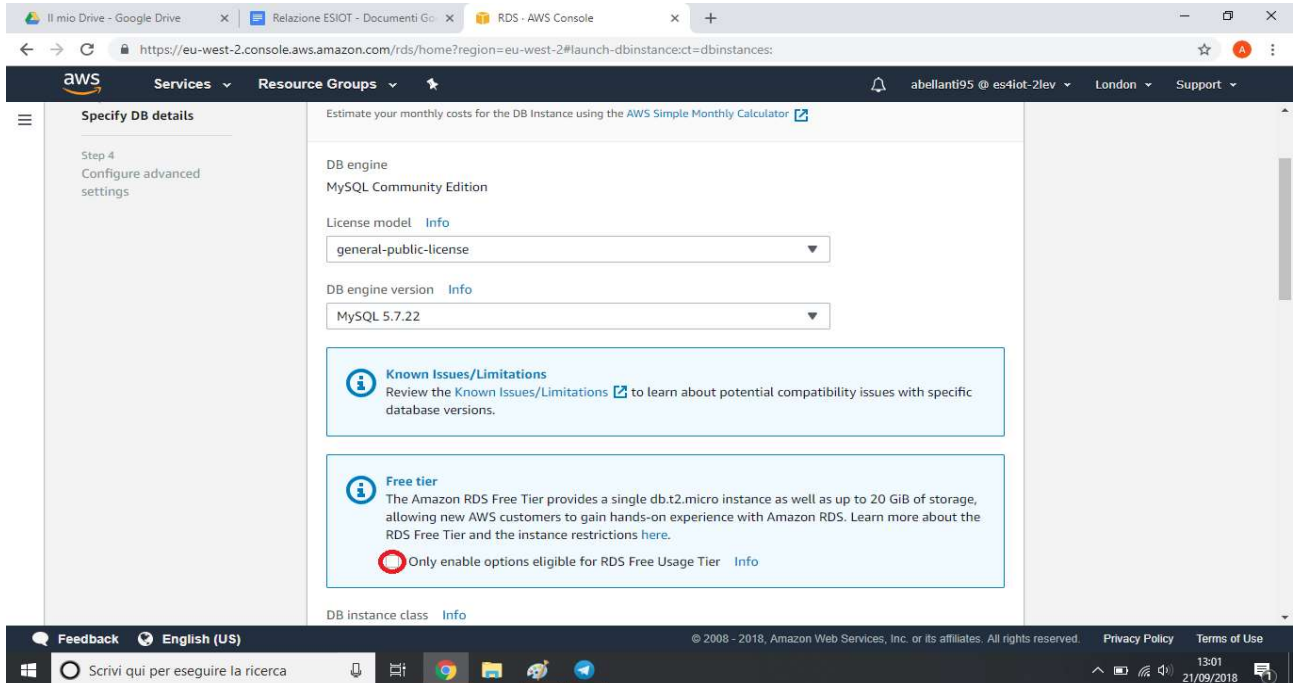 Il mio Drive - Google Drive
Relazione ESIOT - Documenti Go
RDS - AWS Console
https://eu-west-2.console.aws.amazon.com/rds/home?region=eu-west-2#launch-dbinstance:ct=dbinstances:
A
aws
Services
Resource Groups
abellanti95 @ es4iot-2lev
London
Support
Specify DB details
Step 4
Configure advanced
settings
Estimate your monthly costs for the DB Instance using the AWS Simple Monthly Calculator
DB engine
MySQL Community Edition
License model Info
general-public-license
DB engine version Info
MySQL 5.7.22
Known Issues/Limitations
Review the Known Issues/Limitations to learn about potential compatibility issues with specific
database versions.
Free tier
The Amazon RDS Free Tier provides a single db.t2.micro instance as well as up to 20 GiB of storage,
allowing new AWS customers to gain hands-on experience with Amazon RDS. Learn more about the
RDS Free Tier and the instance restrictions here.
Only enable options eligible for RDS Free Usage Tier Info
DB instance class Info
Feedback
English (US)
© 2008 - 2018, Amazon Web Services, Inc. or its affiliates. All rights reserved.
Privacy Policy
Terms of Use
Scrivi qui per eseguire la ricerca
13:01
21/09/2018
1